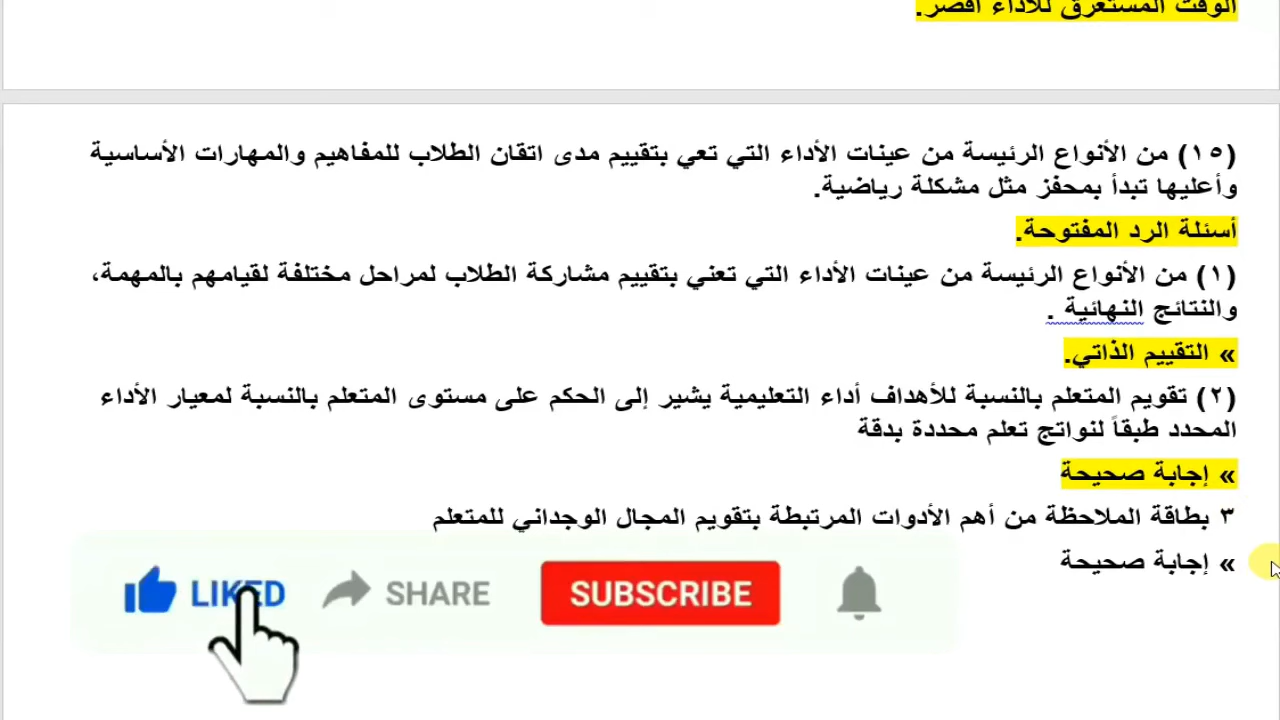 الوقت المستغرق للأداء أقصر.
(١٥) من الأنواع الرئيسة من عينات الأداء التي تعي بتقييم مدى اتقان الطلاب للمفاهيم والمهارات الأساسية
وأعليها تبدأ بمحفز مثل مشكلة رياضية.
أسئلة الرد المفتوحة.
(١) من الأنواع الرئيسة من عينات الأداء التي تعني بتقييم مشاركة الطلاب لمراحل مختلفة لقيامهم بالمهمة،
والنتائج النهائية .
» التقييم الذاتي.
(٢) تقويم المتعلم بالنسبة للأهداف أداء التعليمية يشير إلى الحكم على مستوى المتعلم بالنسبة لمعيار الأداء
المحدد طبقاً لنواتج تعلم محددة بدقة
» إجابة صحيحة
٣ بطاقة الملاحظة من أهم الأدوات المرتبطة بتقويم المجال الوجداني للمتعلم
» إجابة صحيحة
LIKED SHARE SUBSCRIBE